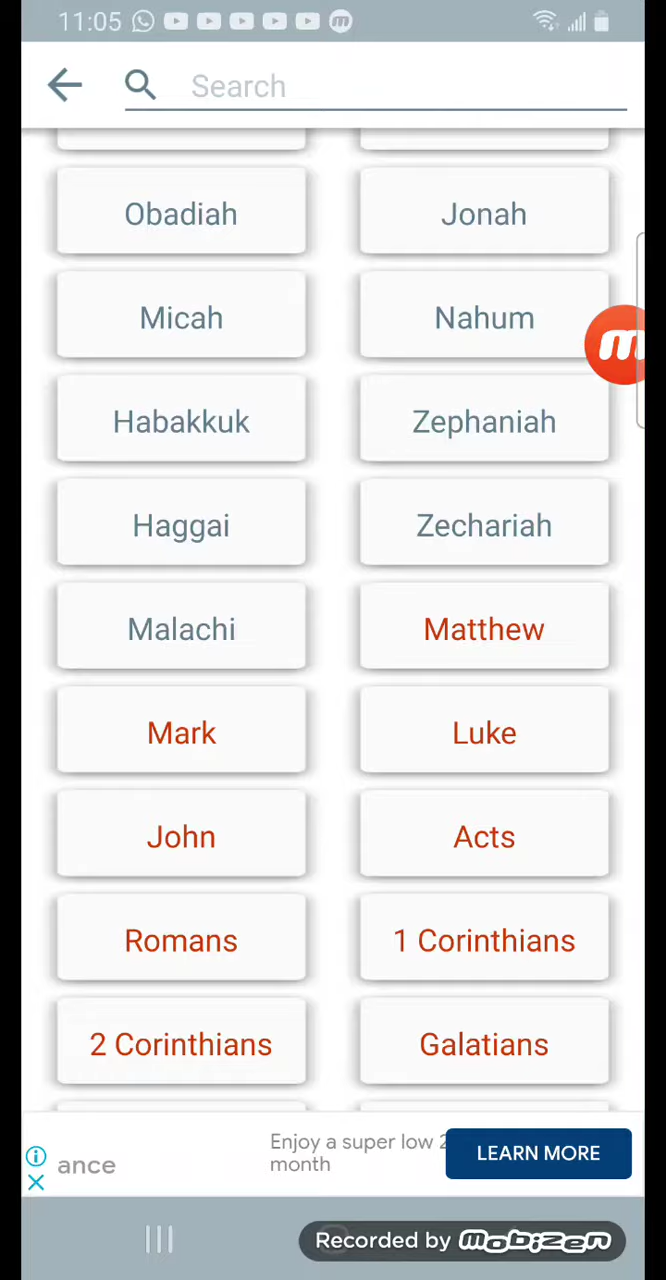 11:05
Search
Obadiah Jonah
Micah Nahum
Habakkuk Zephaniah
Haggai Zechariah
Malachi Matthew
Mark Luke
John Acts
Romans 1 Corinthians
2 Corinthians Galatians
Enjoy a super low
ance month LEARN MORE
Recorded by mobizen